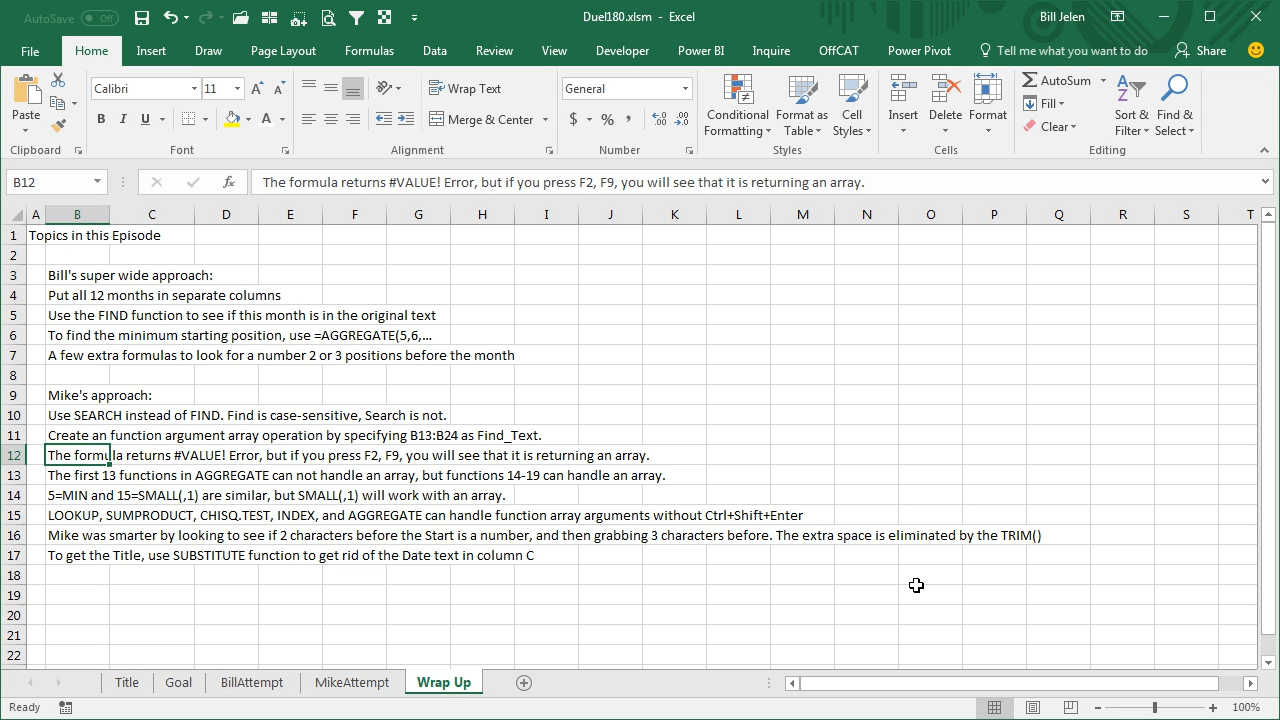 AutoSave Off
Duel180.xlsm - Excel
Bill Jelen
File Home Insert Draw Page Layout Formulas Data Review View Developer Power BI Inquire OffCAT Power Pivot Tell me what you want to do Share
Paste
Clipboard
Calibri 11
B I U
Font
Wrap Text
Merge & Center
Alignment
General
$ % ,
Number
Conditional Formatting
Format as Table
Cell Styles
Styles
Insert Delete Format
Cells
AutoSum
Fill
Clear
Sort & Filter
Find & Select
Editing
B12 fx The formula returns #VALUE! Error, but if you press F2, F9, you will see that it is returning an array.
A B C D E F G H I J K L M N O P Q R S T
1 Topics in this Episode
2
3 Bill's super wide approach:
4 Put all 12 months in separate columns
5 Use the FIND function to see if this month is in the original text
6 To find the minimum starting position, use =AGGREGATE(5,6,...
7 A few extra formulas to look for a number 2 or 3 positions before the month
8
9 Mike's approach:
10 Use SEARCH instead of FIND. Find is case-sensitive, Search is not.
11 Create an function argument array operation by specifying B13:B24 as Find_Text.
12 The formula returns #VALUE! Error, but if you press F2, F9, you will see that it is returning an array.
13 The first 13 functions in AGGREGATE can not handle an array, but functions 14-19 can handle an array.
14 5=MIN and 15=SMALL(,1) are similar, but SMALL(,1) will work with an array.
15 LOOKUP, SUMPRODUCT, CHISQ.TEST, INDEX, and AGGREGATE can handle function array arguments without Ctrl+Shift+Enter
16 Mike was smarter by looking to see if 2 characters before the Start is a number, and then grabbing 3 characters before. The extra space is eliminated by the TRIM()
17 To get the Title, use SUBSTITUTE function to get rid of the Date text in column C
18
19
20
21
22
Title Goal BillAttempt MikeAttempt Wrap Up
Ready
100%